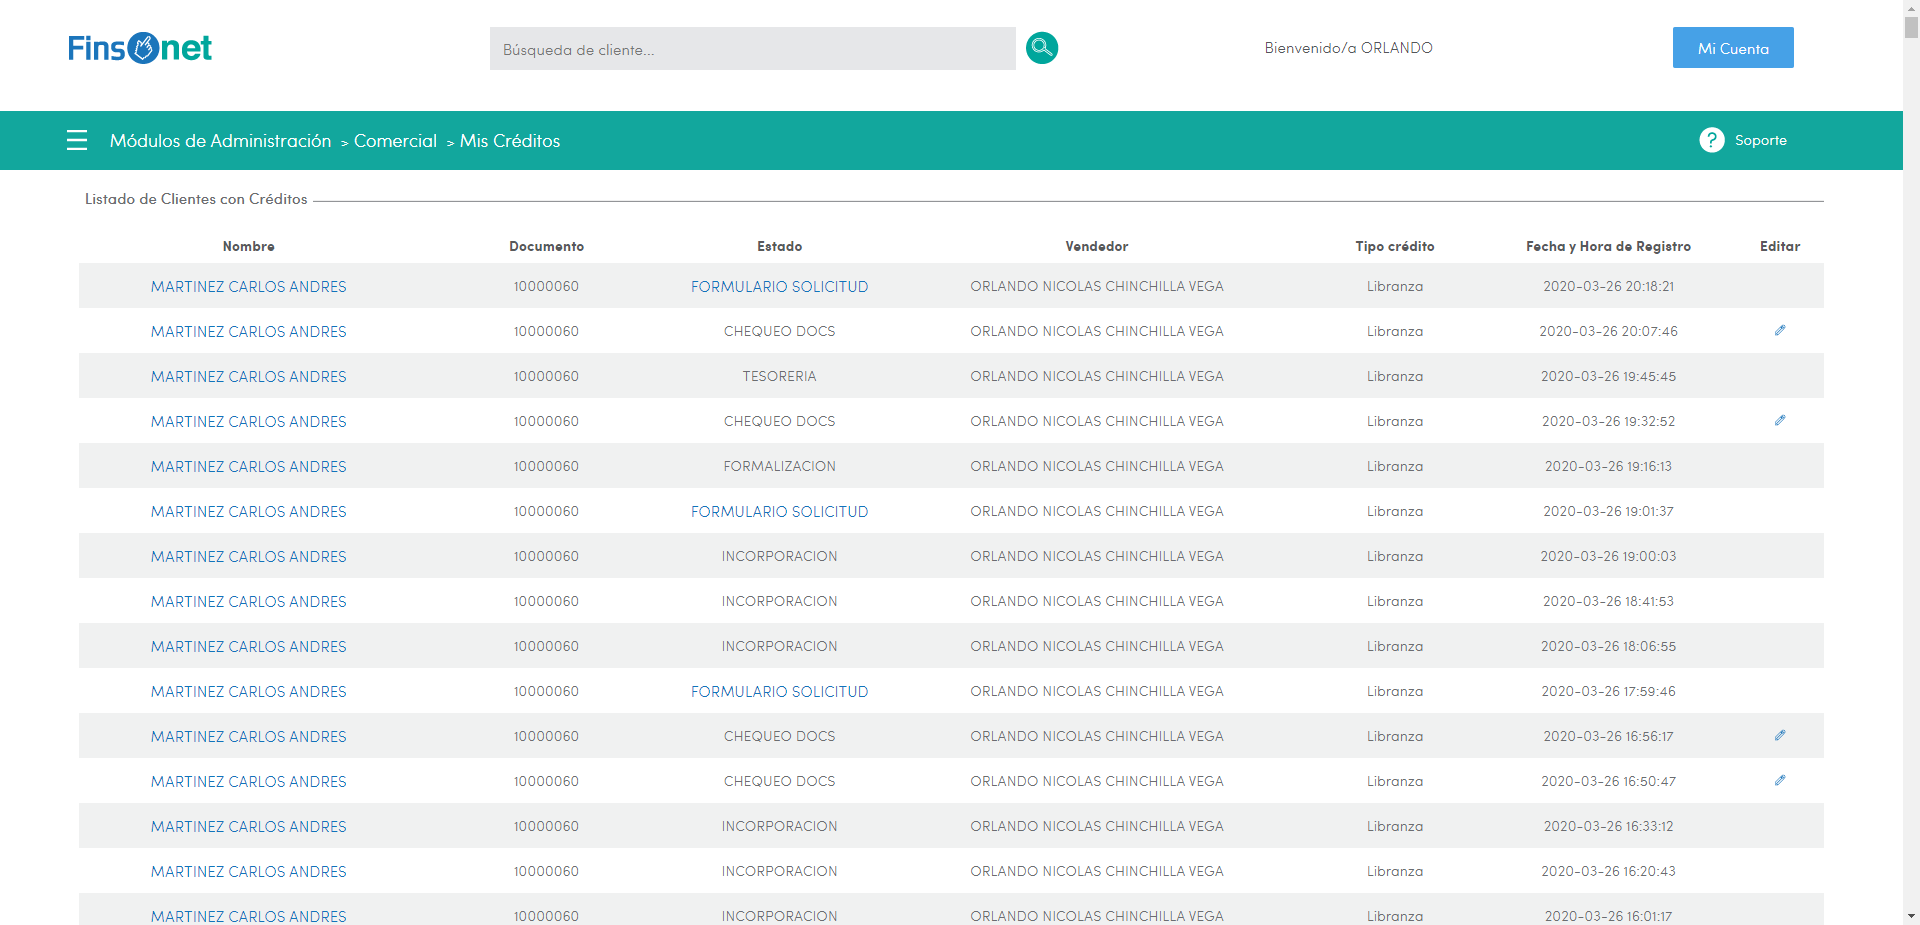 Finsonet
Búsqueda de cliente...
Bienvenido/a ORLANDO
Mi Cuenta
Módulos de Administración > Comercial > Mis Créditos
? Soporte
Listado de Clientes con Créditos
Nombre Documento Estado Vendedor Tipo crédito Fecha y Hora de Registro Editar
MARTINEZ CARLOS ANDRES 10000060 FORMULARIO SOLICITUD ORLANDO NICOLAS CHINCHILLA VEGA Libranza 2020-03-26 20:18:21
MARTINEZ CARLOS ANDRES 10000060 CHEQUEO DOCS ORLANDO NICOLAS CHINCHILLA VEGA Libranza 2020-03-26 20:07:46
MARTINEZ CARLOS ANDRES 10000060 TESORERIA ORLANDO NICOLAS CHINCHILLA VEGA Libranza 2020-03-26 19:45:45
MARTINEZ CARLOS ANDRES 10000060 CHEQUEO DOCS ORLANDO NICOLAS CHINCHILLA VEGA Libranza 2020-03-26 19:32:52
MARTINEZ CARLOS ANDRES 10000060 FORMALIZACION ORLANDO NICOLAS CHINCHILLA VEGA Libranza 2020-03-26 19:16:13
MARTINEZ CARLOS ANDRES 10000060 FORMULARIO SOLICITUD ORLANDO NICOLAS CHINCHILLA VEGA Libranza 2020-03-26 19:01:37
MARTINEZ CARLOS ANDRES 10000060 INCORPORACION ORLANDO NICOLAS CHINCHILLA VEGA Libranza 2020-03-26 19:00:03
MARTINEZ CARLOS ANDRES 10000060 INCORPORACION ORLANDO NICOLAS CHINCHILLA VEGA Libranza 2020-03-26 18:41:53
MARTINEZ CARLOS ANDRES 10000060 INCORPORACION ORLANDO NICOLAS CHINCHILLA VEGA Libranza 2020-03-26 18:06:55
MARTINEZ CARLOS ANDRES 10000060 FORMULARIO SOLICITUD ORLANDO NICOLAS CHINCHILLA VEGA Libranza 2020-03-26 17:59:46
MARTINEZ CARLOS ANDRES 10000060 CHEQUEO DOCS ORLANDO NICOLAS CHINCHILLA VEGA Libranza 2020-03-26 16:56:17
MARTINEZ CARLOS ANDRES 10000060 CHEQUEO DOCS ORLANDO NICOLAS CHINCHILLA VEGA Libranza 2020-03-26 16:50:47
MARTINEZ CARLOS ANDRES 10000060 INCORPORACION ORLANDO NICOLAS CHINCHILLA VEGA Libranza 2020-03-26 16:33:12
MARTINEZ CARLOS ANDRES 10000060 INCORPORACION ORLANDO NICOLAS CHINCHILLA VEGA Libranza 2020-03-26 16:20:43
MARTINEZ CARLOS ANDRES 10000060 INCORPORACION ORLANDO NICOLAS CHINCHILLA VEGA Libranza 2020-03-26 16:01:17